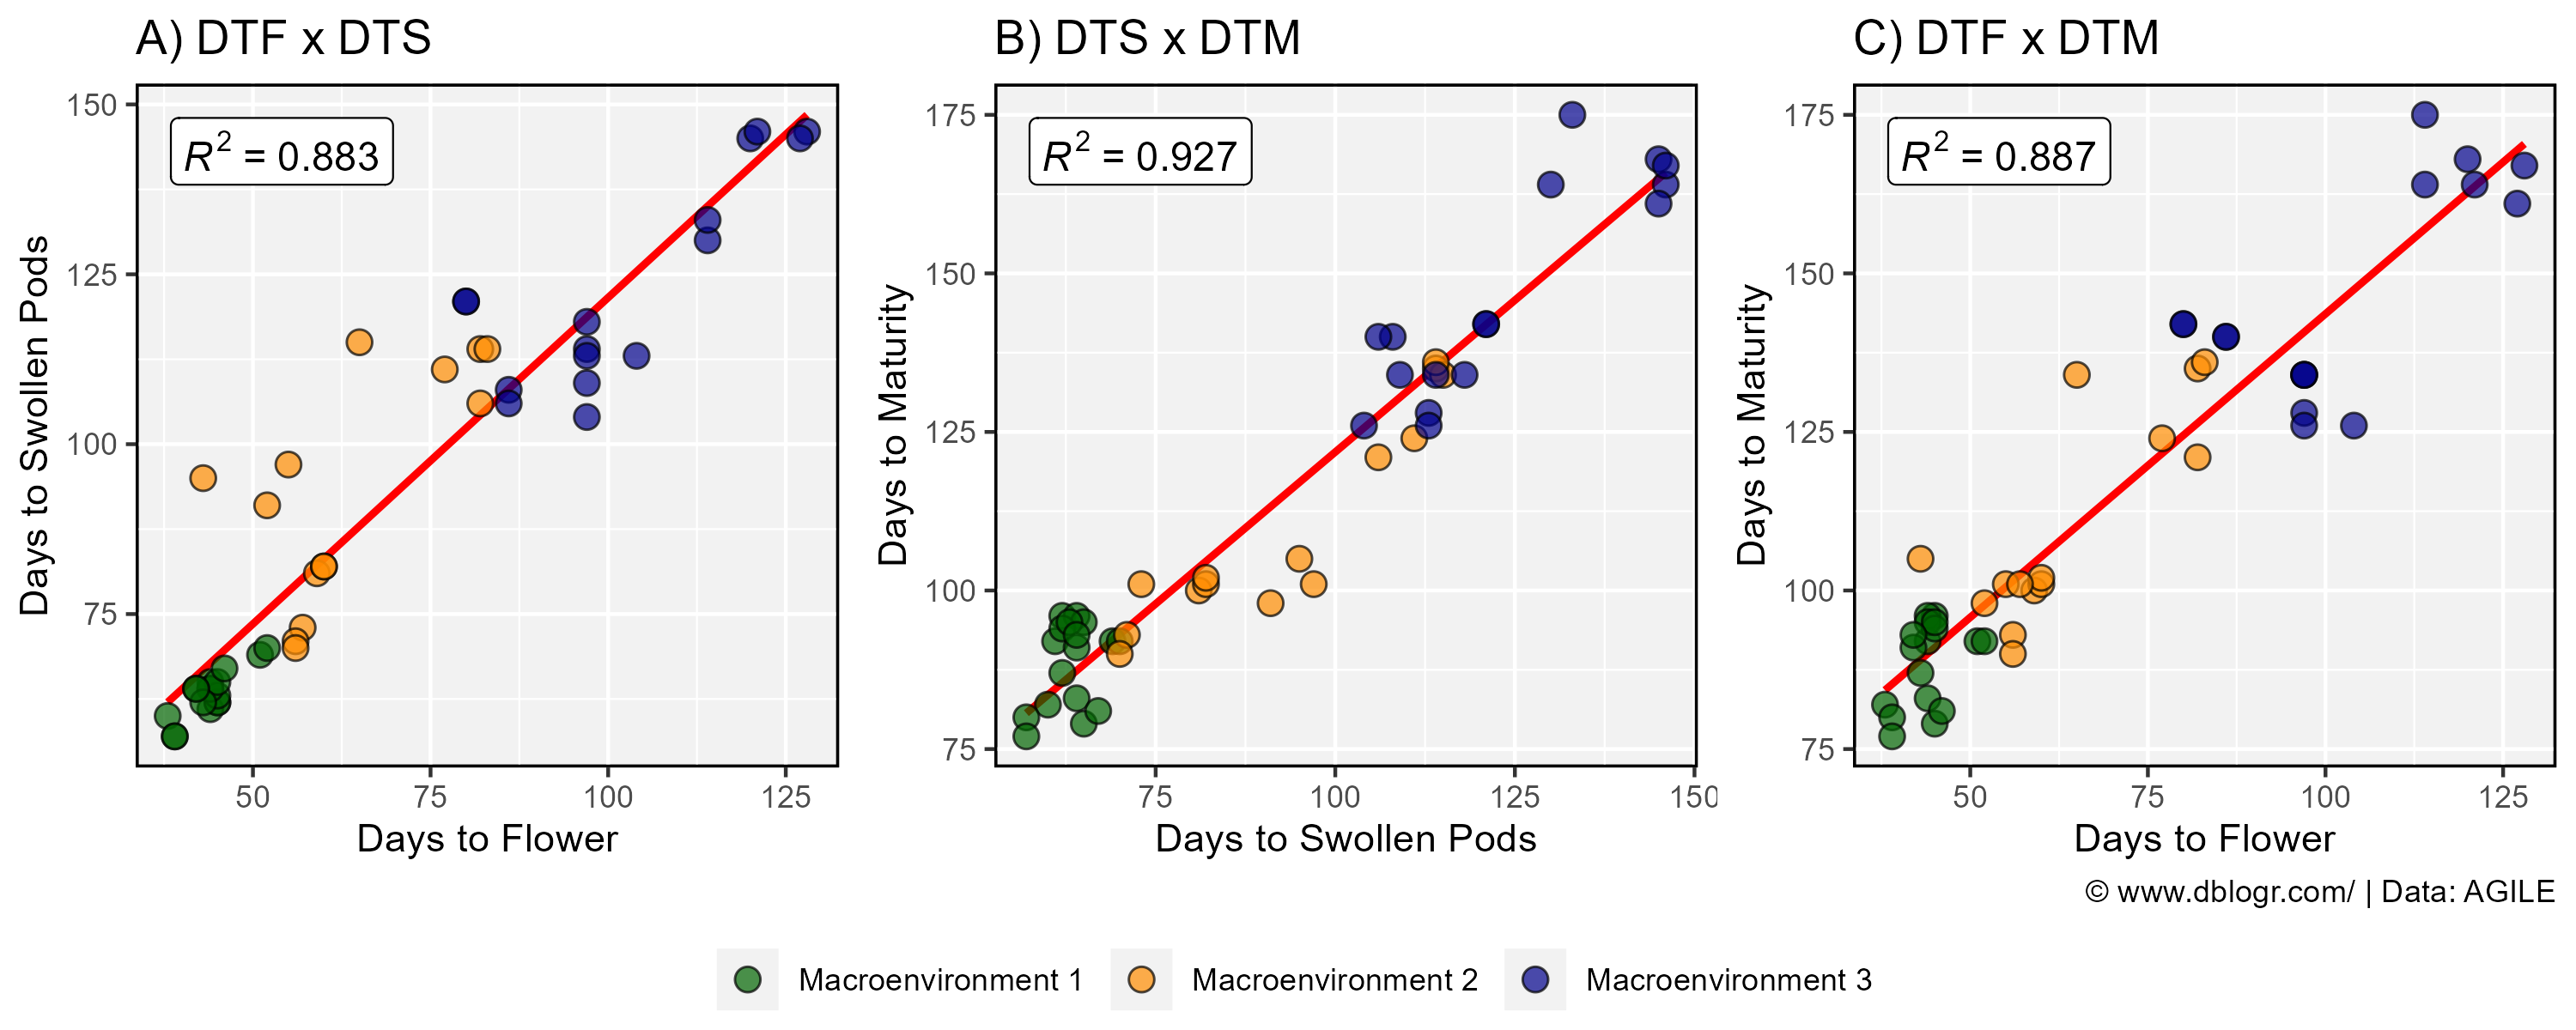 A) DTF x DTS
B) DTS x DTM
C) DTF x DTM
R² = 0.883
150
125
100
75
Days to Swollen Pods
50 75 100 125
Days to Flower
R² = 0.927
175
150
125
100
75
Days to Maturity
75 100 125 150
Days to Swollen Pods
R² = 0.887
175
150
125
100
75
Days to Maturity
50 75 100 125
Days to Flower
© www.dblogr.com/ | Data: AGILE
Macroenvironment 1 Macroenvironment 2 Macroenvironment 3